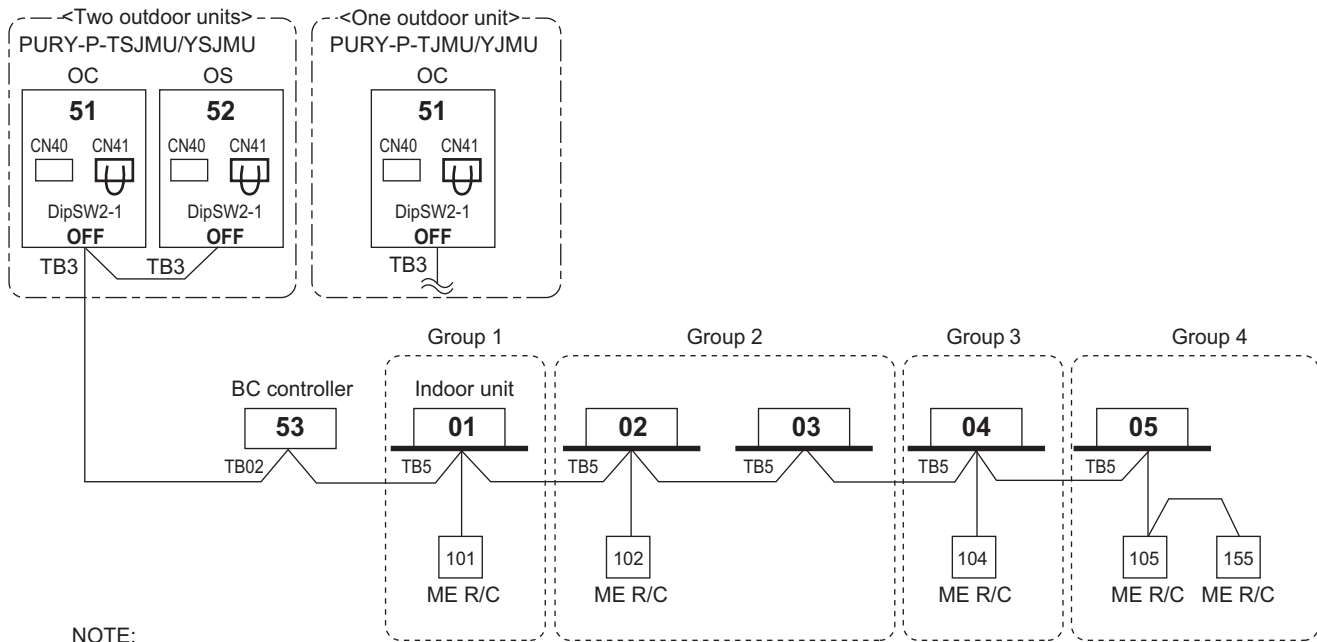 <Two outdoor units>
<One outdoor unit>
PURY-P-TSJMU/YSJMU
PURY-P-TJMU/YJMU
OC
OS
OC
51
52
51
CN40 CN41
CN40 CN41
CN40 CN41
DipSW2-1
DipSW2-1
DipSW2-1
OFF
OFF
OFF
TB3
TB3
TB3
Group 1
Group 2
Group 3
Group 4
BC controller
Indoor unit
53
01
02
03
04
05
TB02
TB5
TB5
TB5
TB5
TB5
101
102
104
105
155
ME R/C
ME R/C
ME R/C
ME R/C
ME R/C
NOTE: